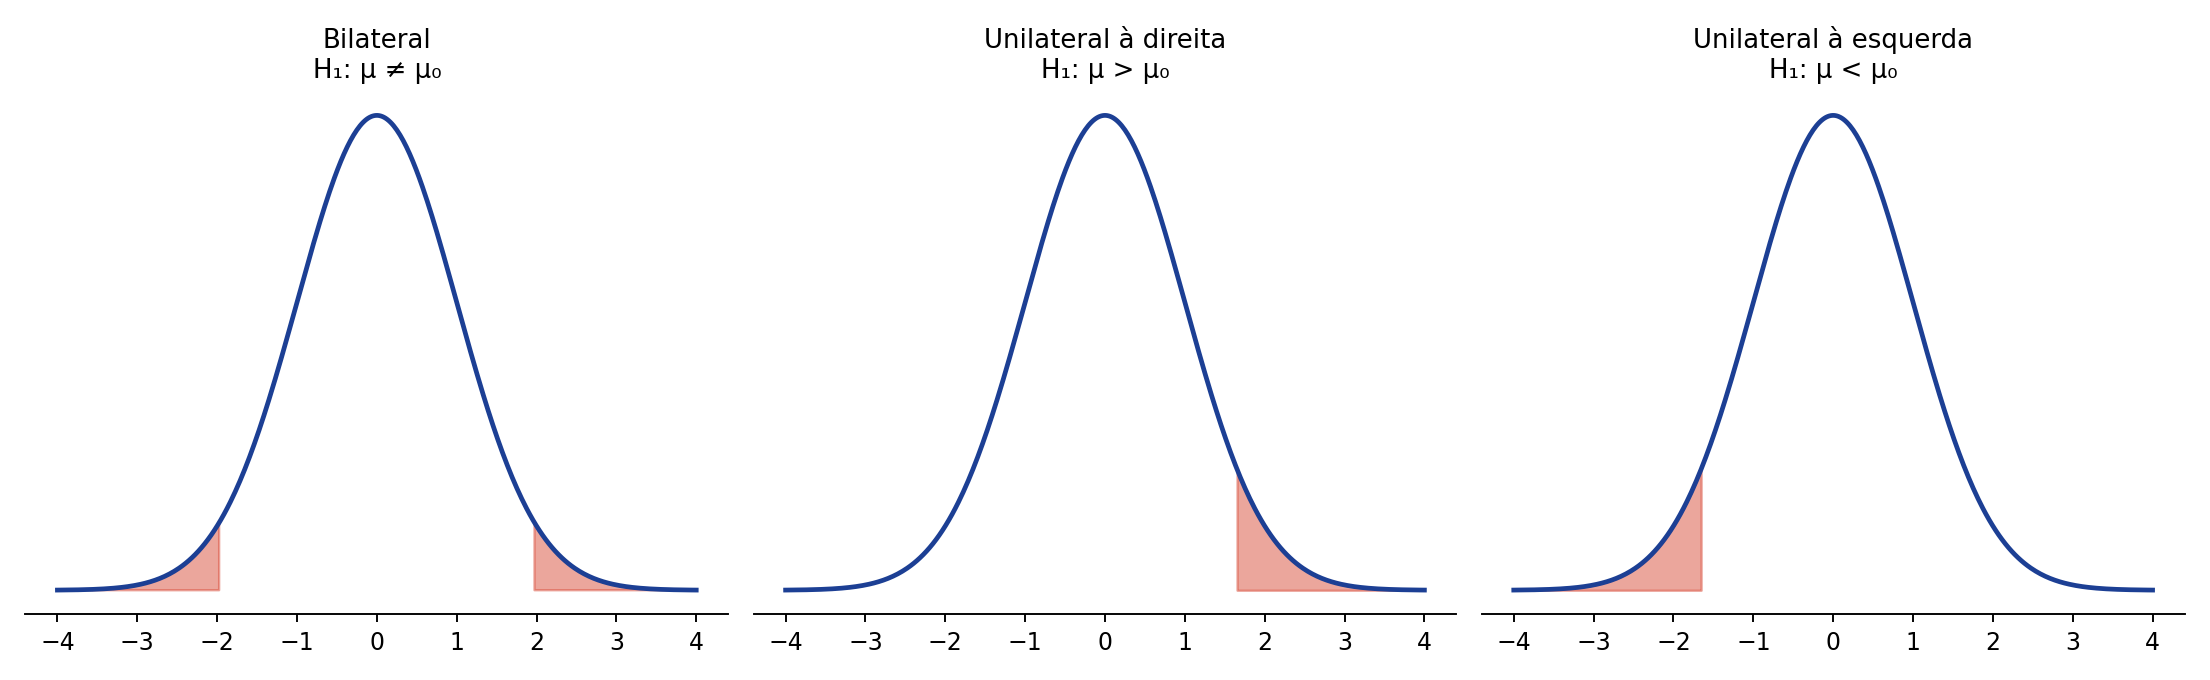 Bilateral
H₁: μ ≠ μ₀
−4 −3 −2 −1 0 1 2 3 4
Unilateral à direita
H₁: μ > μ₀
−4 −3 −2 −1 0 1 2 3 4
Unilateral à esquerda
H₁: μ < μ₀
−4 −3 −2 −1 0 1 2 3 4